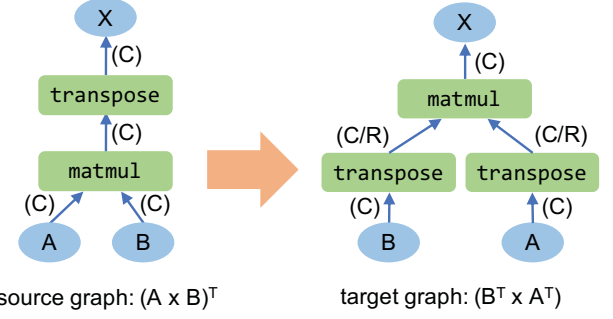 X
(C)
transpose
(C)
matmul
(C)
(C)
A
B
source graph: (A x B)ᵀ
X
(C)
matmul
(C/R)
(C/R)
transpose
transpose
(C)
(C)
B
A
target graph: (Bᵀ x Aᵀ)